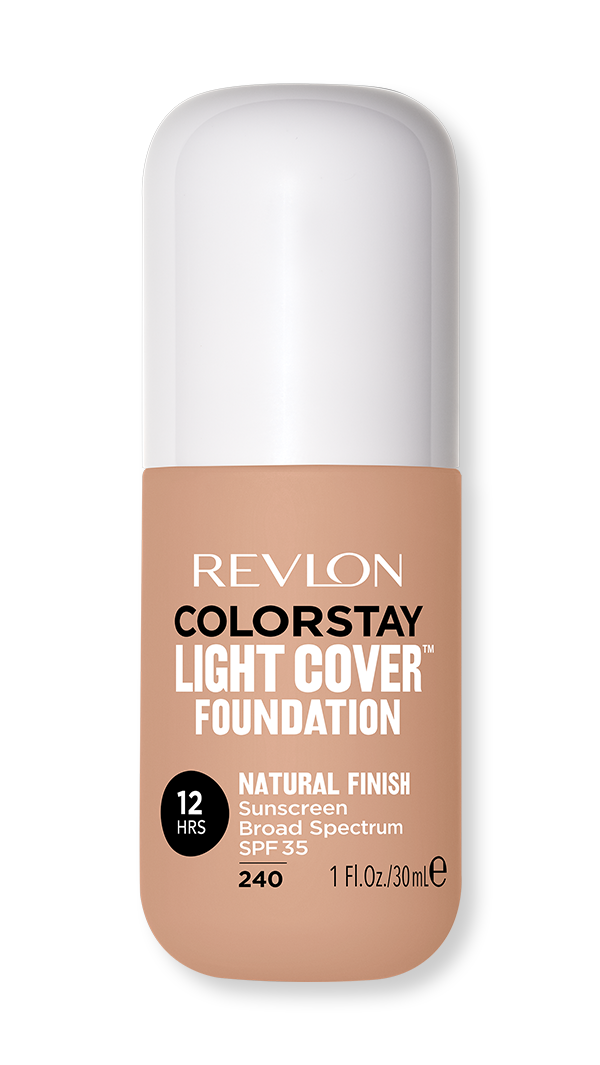 REVLON
COLORSTAY
LIGHT COVER™
FOUNDATION
12
HRS
NATURAL FINISH
Sunscreen
Broad Spectrum
SPF 35
240
1 Fl.Oz./30mL℮